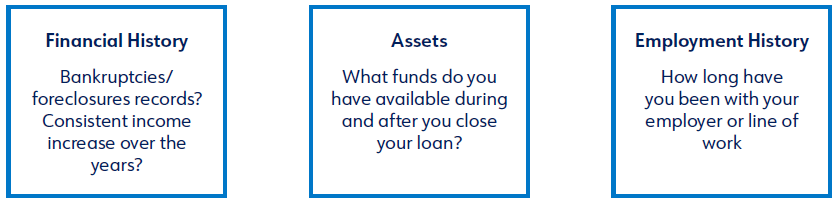 Financial History
Bankruptcies/
foreclosures records?
Consistent income
increase over the
years?
Assets
What funds do you
have available during
and after you close
your loan?
Employment History
How long have
you been with your
employer or line of
work